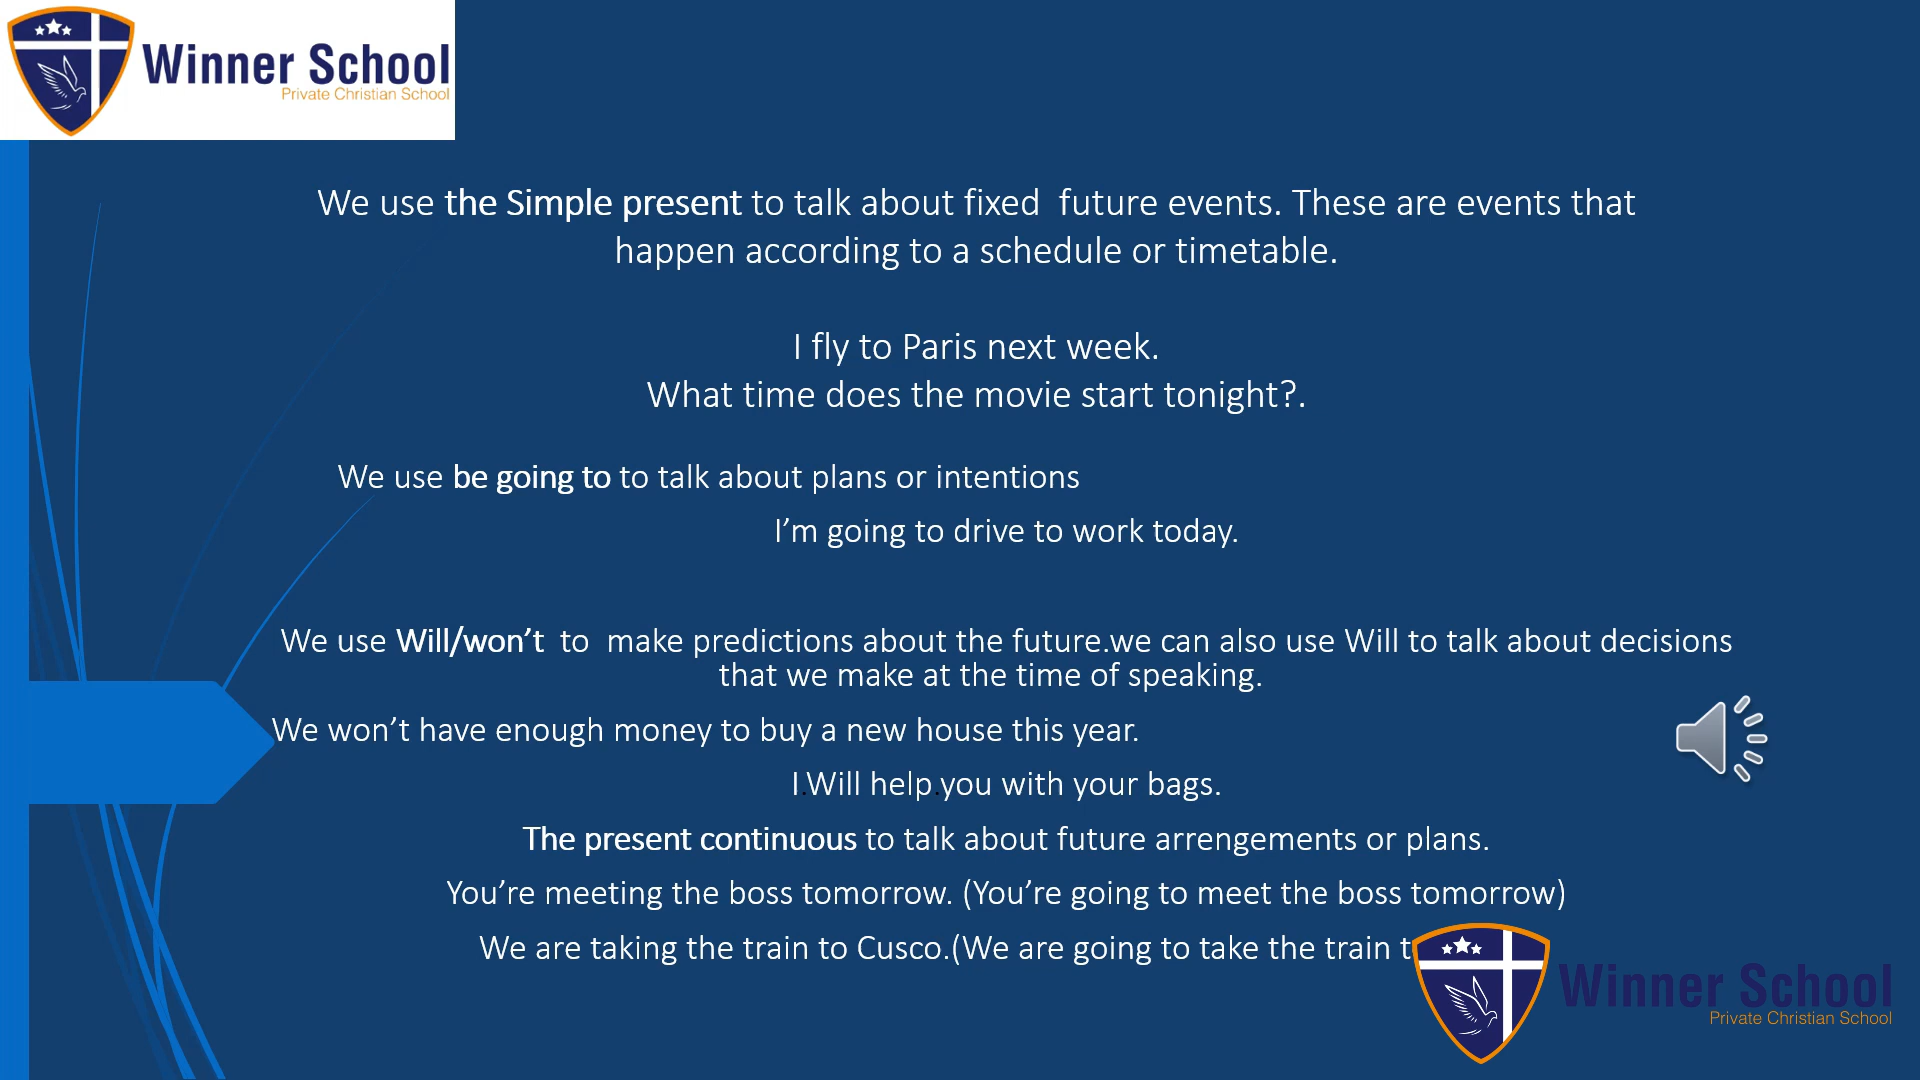 Winner School
Private Christian School
We use the Simple present to talk about fixed  future events. These are events that
happen according to a schedule or timetable.
I fly to Paris next week.
What time does the movie start tonight?.
We use be going to to talk about plans or intentions
I’m going to drive to work today.
We use Will/won’t  to  make predictions about the future.we can also use Will to talk about decisions
that we make at the time of speaking.
We won’t have enough money to buy a new house this year.
I.Will help.you with your bags.
The present continuous to talk about future arrengements or plans.
You’re meeting the boss tomorrow. (You’re going to meet the boss tomorrow)
We are taking the train to Cusco.(We are going to take the train
Winner School
Private Christian School